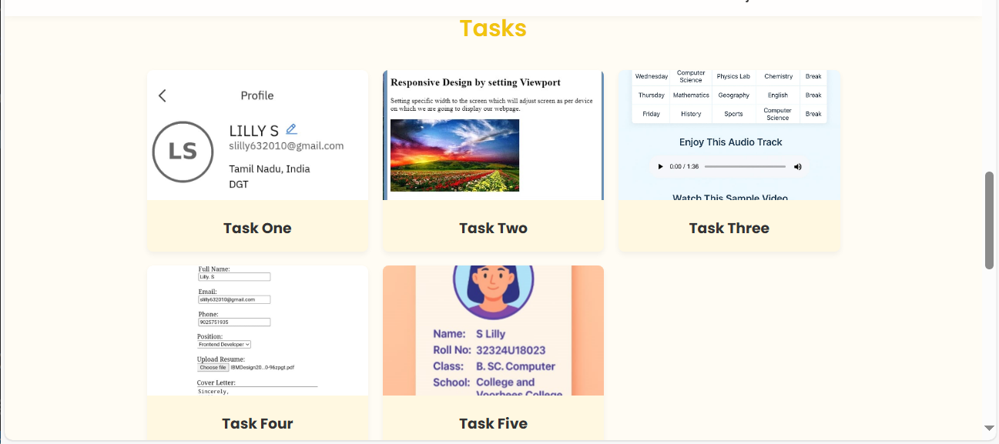 Tasks
Profile
LS
LILLY S
slilly632010@gmail.com
Tamil Nadu, India
DGT
Task One
Responsive Design by setting Viewport
Setting specific width to the screen which will adjust screen as per device
on which we are going to display our webpage.
Task Two
Wednesday Computer Science Physics Lab Chemistry Break
Thursday Mathematics Geography English Break
Friday History Sports Computer Science Break
Enjoy This Audio Track
0:00 / 1:36
Watch This Sample Video
Task Three
Full Name:
Lilly. S
Email:
slilly632010@gmail.com
Phone:
9025751935
Position:
Frontend Developer
Upload Resume:
Choose file IBMDesign20...0-96zpgt.pdf
Cover Letter:
Sincerely,
Task Four
Name: S Lilly
Roll No: 32324U18023
Class: B. SC. Computer
School: College and
Voorhees College
Task Five